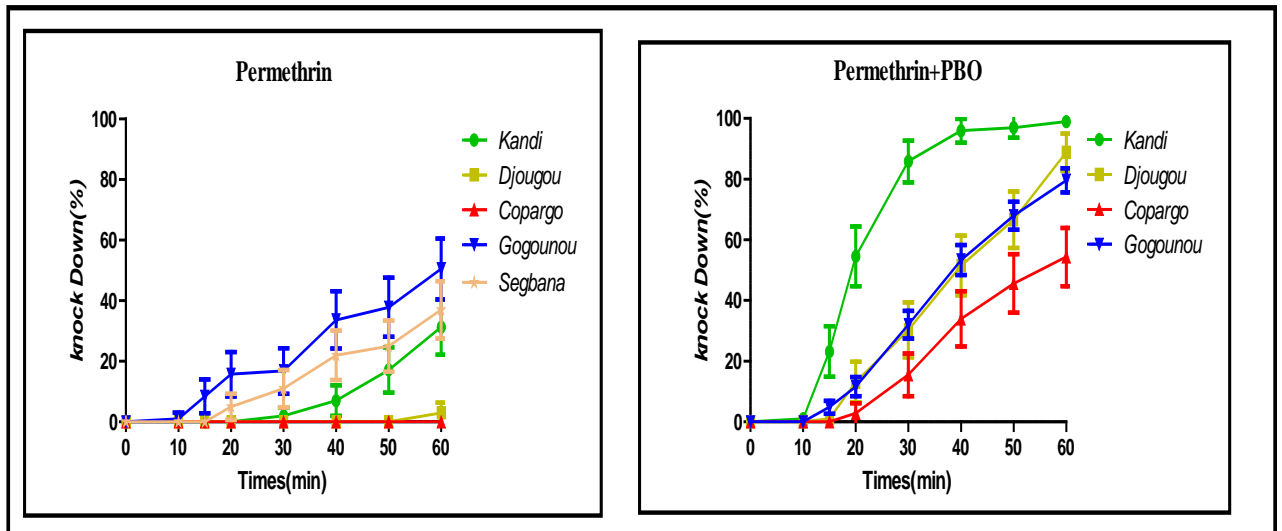 Permethrin
100
80
60
40
20
0
knock Down(%)
0 10 20 30 40 50 60
Times(min)
Kandi
Djougou
Copargo
Gogounou
Segbana
Permethrin+PBO
100
80
60
40
20
0
knock Down(%)
0 10 20 30 40 50 60
Times(min)
Kandi
Djougou
Copargo
Gogounou